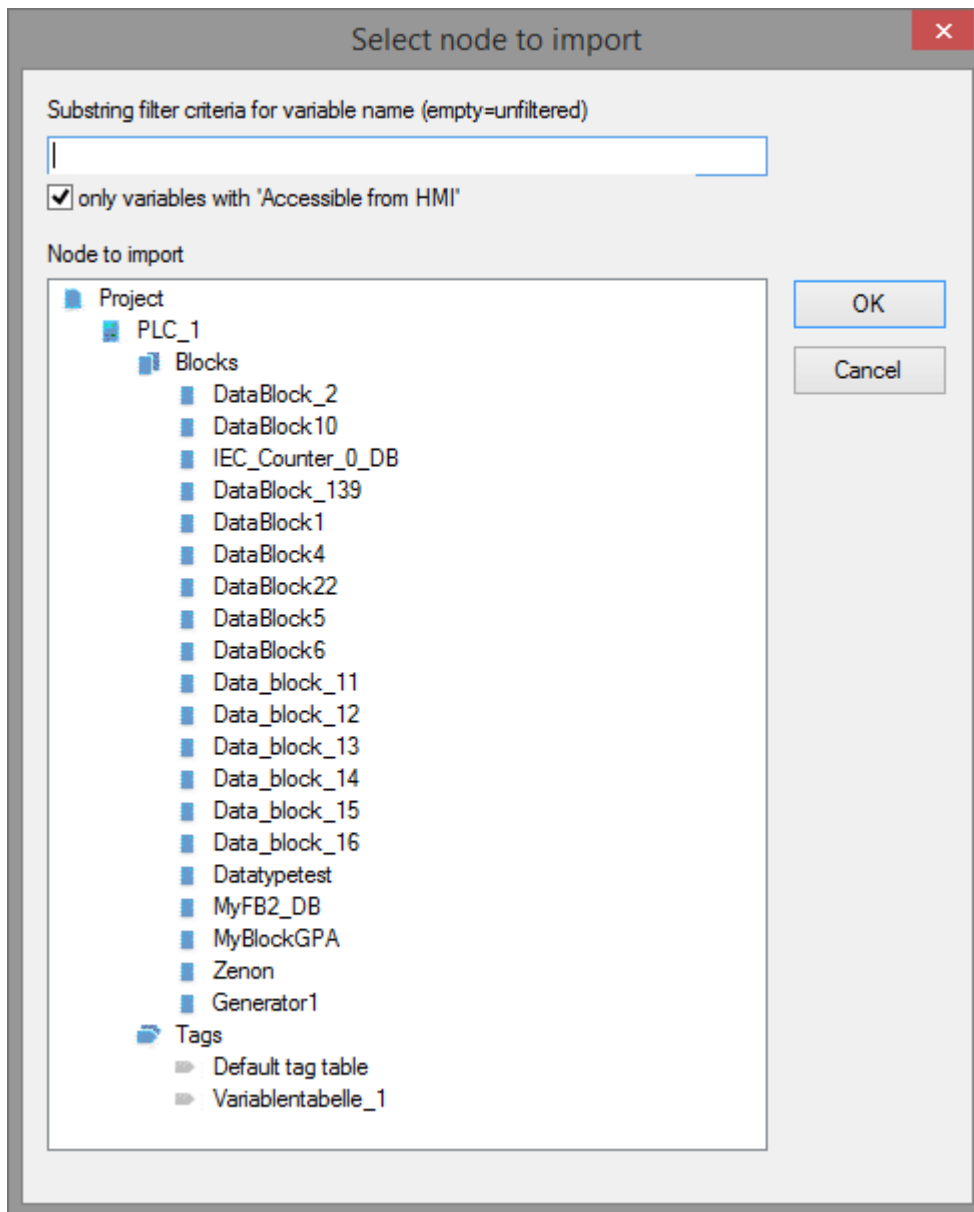 Select node to import
Substring filter criteria for variable name (empty=unfiltered)
only variables with 'Accessible from HMI'
Node to import
Project
PLC_1
Blocks
DataBlock_2
DataBlock10
IEC_Counter_0_DB
DataBlock_139
DataBlock1
DataBlock4
DataBlock22
DataBlock5
DataBlock6
Data_block_11
Data_block_12
Data_block_13
Data_block_14
Data_block_15
Data_block_16
Datatypetest
MyFB2_DB
MyBlockGPA
Zenon
Generator1
Tags
Default tag table
Variablentabelle_1
OK
Cancel